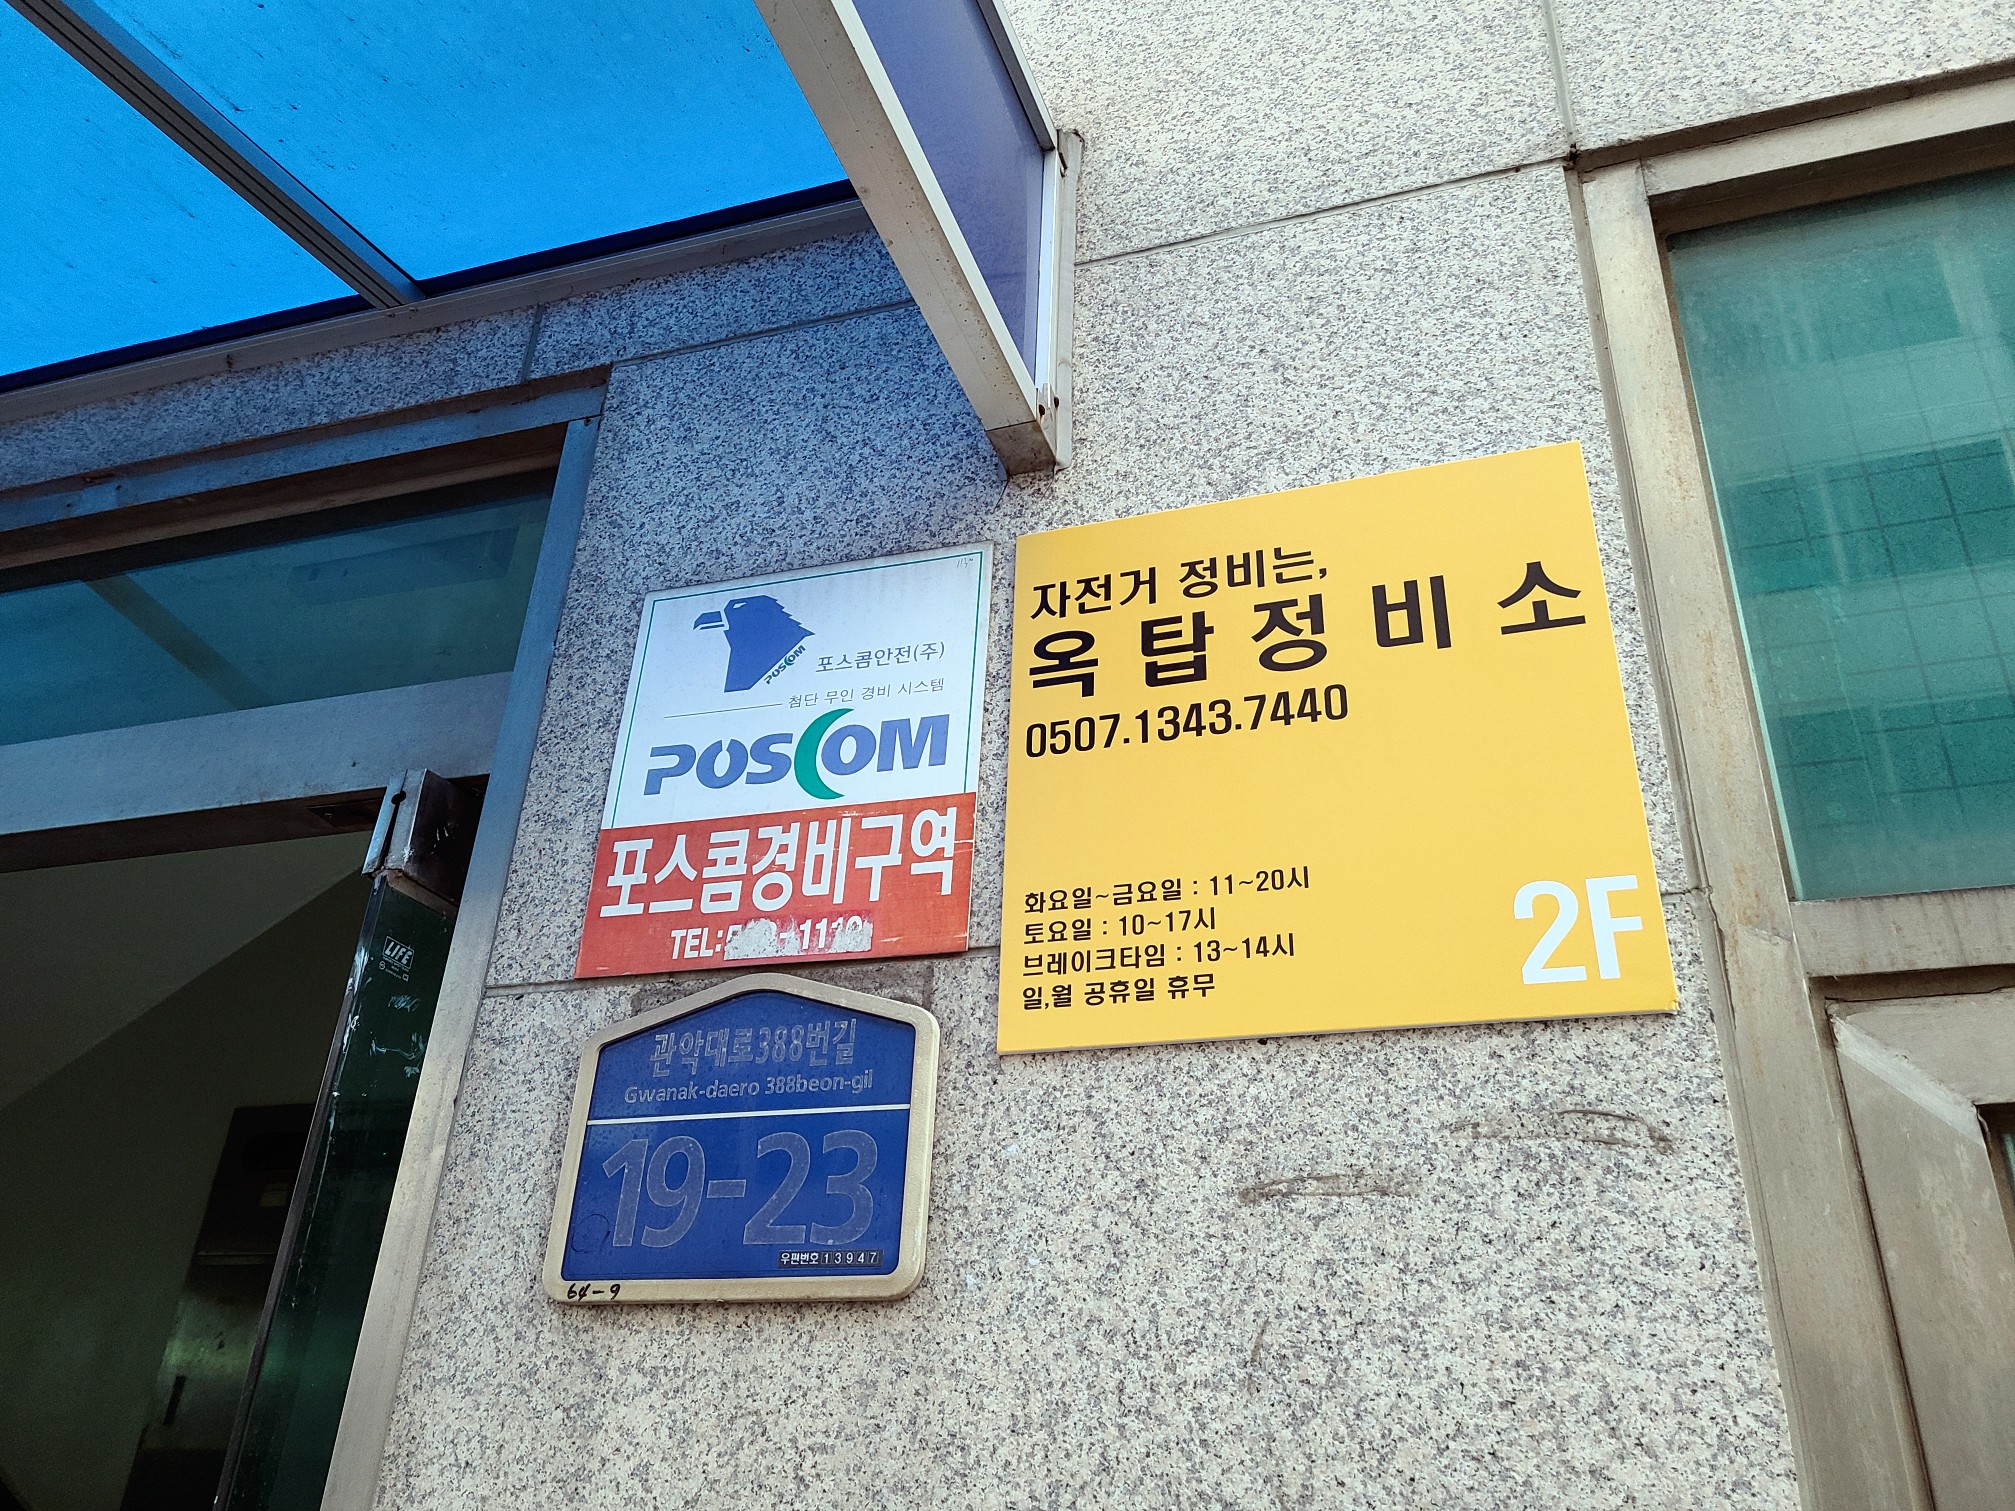 POSCOM
포스콤안전(주)
첨단 무인 경비 시스템
POSCOM
포스콤경비구역
TEL:
자전거 정비는,
옥탑정비소
0507.1343.7440
화요일~금요일 : 11~20시
토요일 : 10~17시
브레이크타임 : 13~14시
일,월 공휴일 휴무
2F
관악대로388번길
Gwanak-daero 388beon-gil
19-23
우편번호 13947
64-9
LIFE